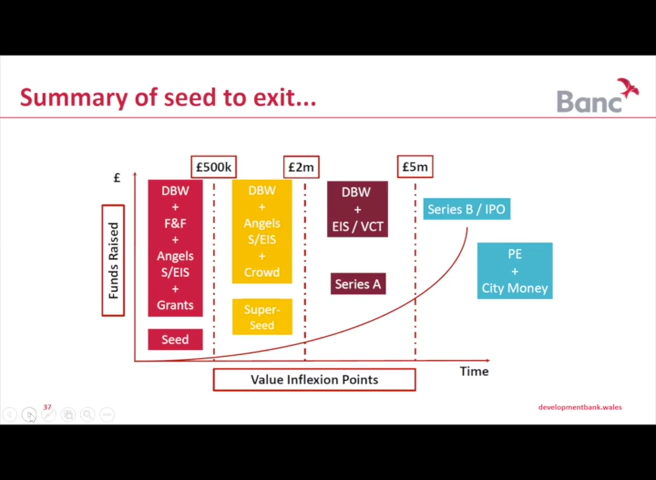 Summary of seed to exit...
Banc
£
£500k
£2m
£5m
Funds Raised
DBW
+
F&F
+
Angels
S/EIS
+
Grants
Seed
DBW
+
Angels
S/EIS
+
Crowd
Super-
Seed
DBW
+
EIS / VCT
Series A
Series B / IPO
PE
+
City Money
Time
Value Inflexion Points
37
developmentbank.wales